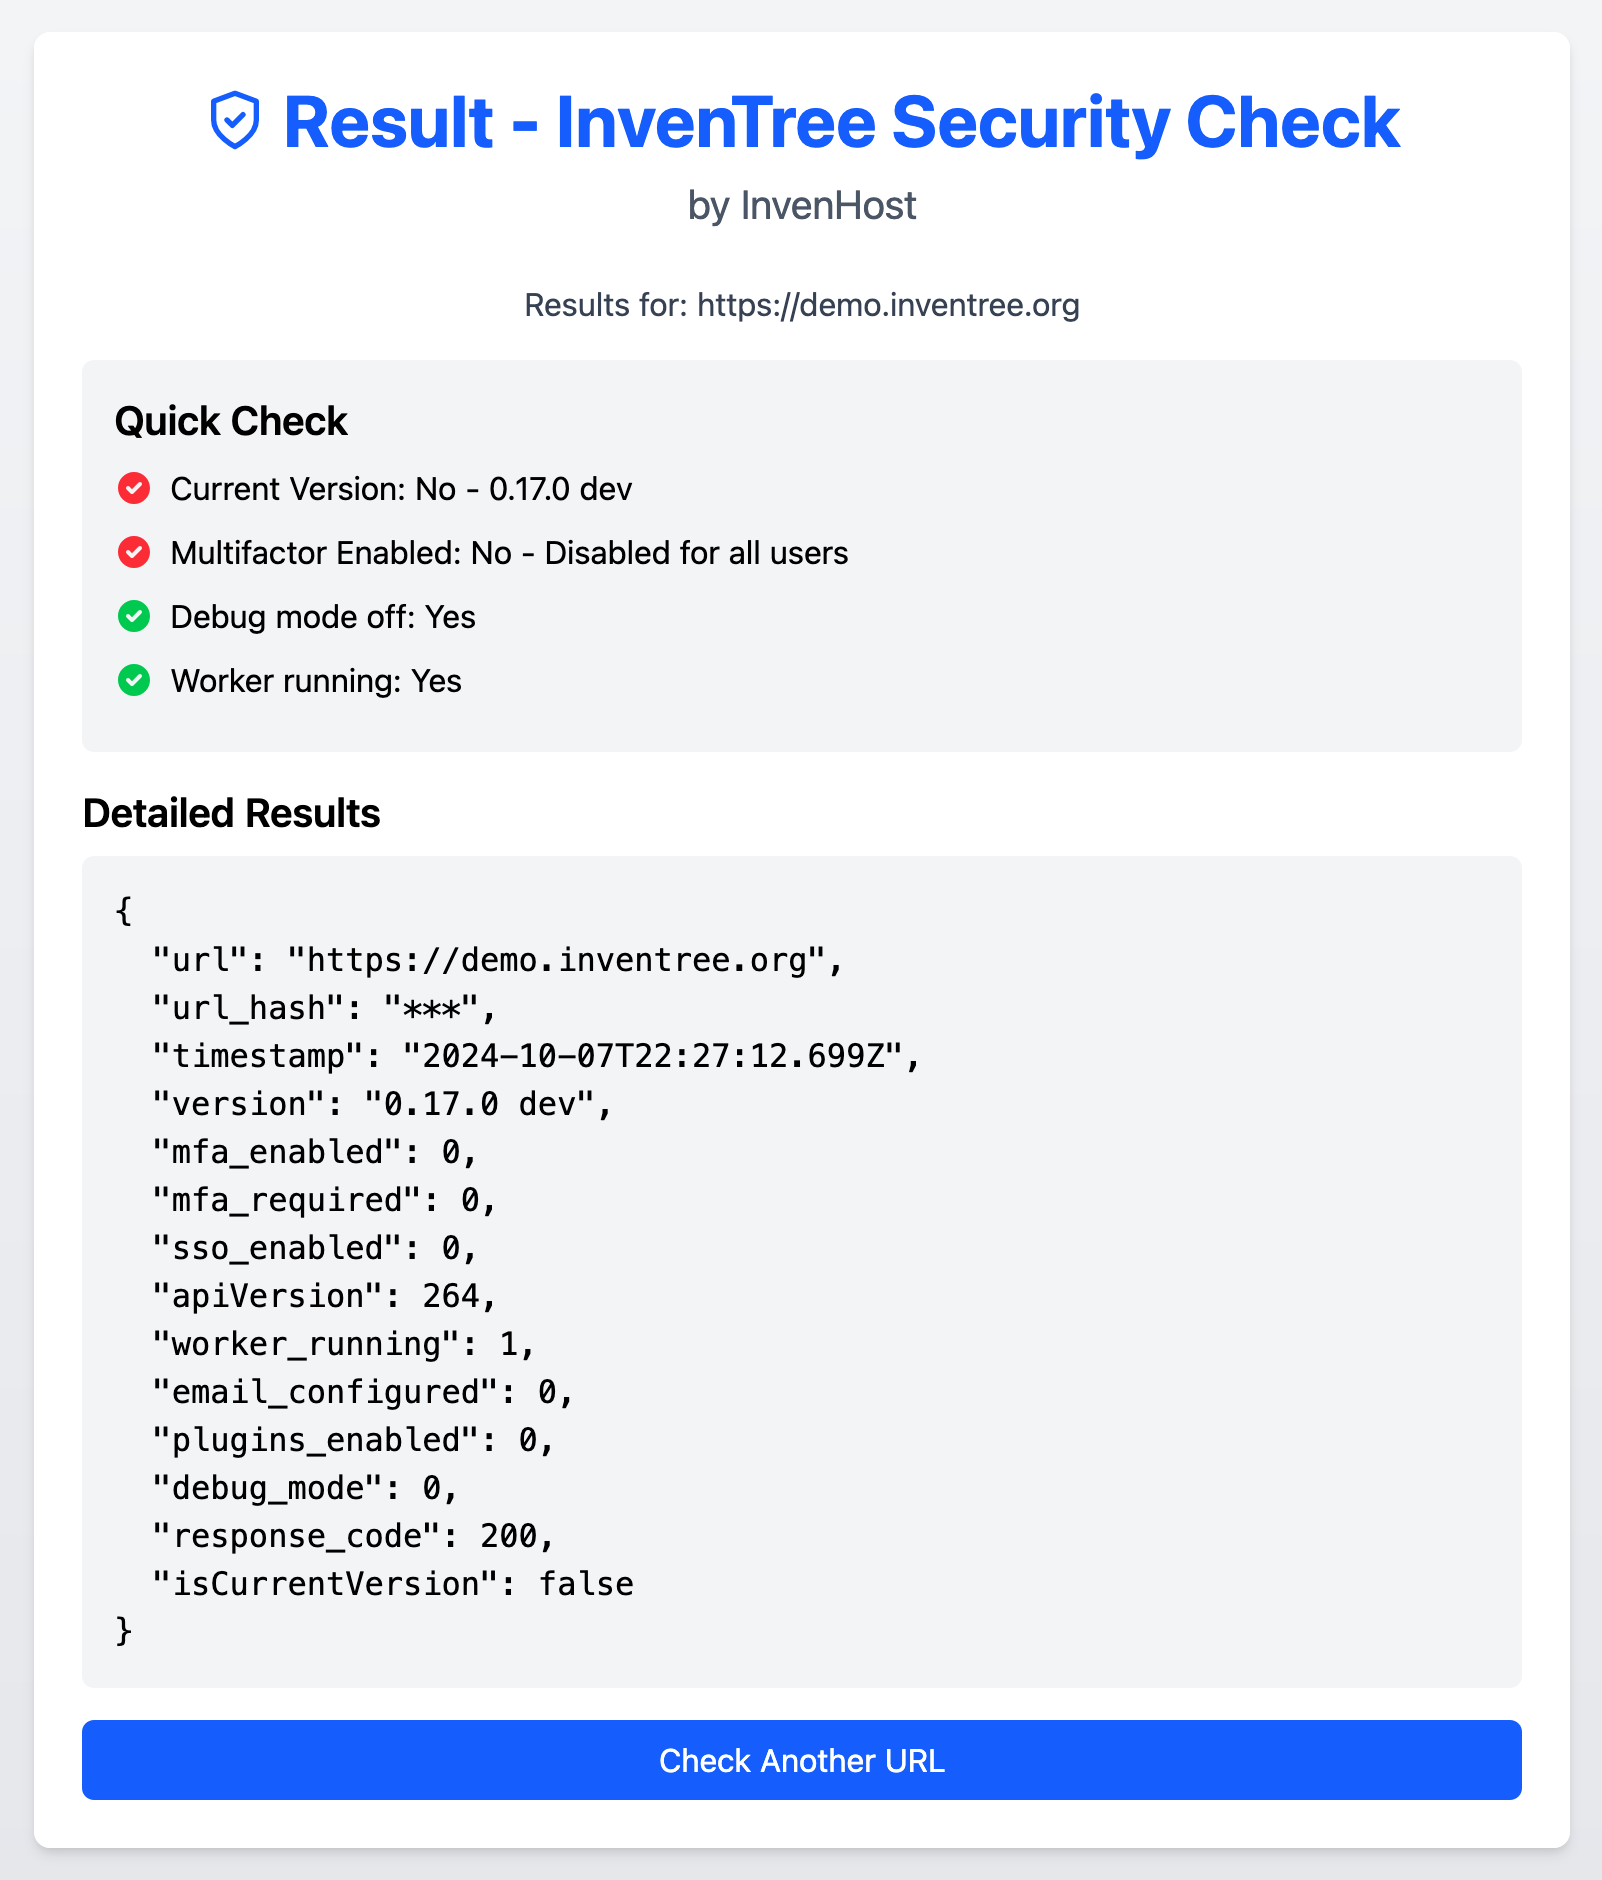 Result - InvenTree Security Check
by InvenHost
Results for: https://demo.inventree.org
Quick Check
Current Version: No - 0.17.0 dev
Multifactor Enabled: No - Disabled for all users
Debug mode off: Yes
Worker running: Yes
Detailed Results
{
  "url": "https://demo.inventree.org",
  "url_hash": "***",
  "timestamp": "2024-10-07T22:27:12.699Z",
  "version": "0.17.0 dev",
  "mfa_enabled": 0,
  "mfa_required": 0,
  "sso_enabled": 0,
  "apiVersion": 264,
  "worker_running": 1,
  "email_configured": 0,
  "plugins_enabled": 0,
  "debug_mode": 0,
  "response_code": 200,
  "isCurrentVersion": false
}
Check Another URL